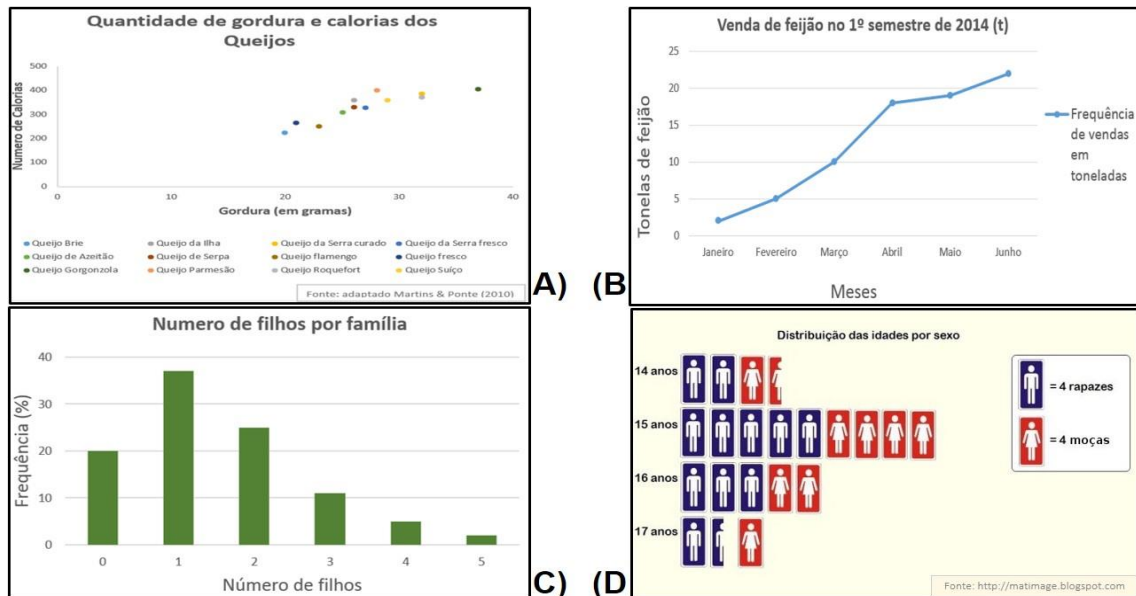 Quantidade de gordura e calorias dos
Queijos
Numero de Calorias
500
400
300
200
100
0
0
10
20
30
40
Gordura (em gramas)
Queijo Brie
Queijo da Ilha
Queijo da Serra curado
Queijo da Serra fresco
Queijo de Azeitão
Queijo de Serpa
Queijo flamengo
Queijo fresco
Queijo Gorgonzola
Queijo Parmesão
Queijo Roquefort
Queijo Suíço
Fonte: adaptado Martins & Ponte (2010)
A)
(B
Venda de feijão no 1º semestre de 2014 (t)
Tonelas de feijão
25
20
15
10
5
0
Janeiro
Fevereiro
Março
Abril
Maio
Junho
Meses
Frequência
de vendas
em
toneladas
Numero de filhos por família
Frequência (%)
40
30
20
10
0
0
1
2
3
4
5
Número de filhos
C)
(D
Distribuição das idades por sexo
14 anos
15 anos
16 anos
17 anos
= 4 rapazes
= 4 moças
Fonte: http://matimage.blogspot.com